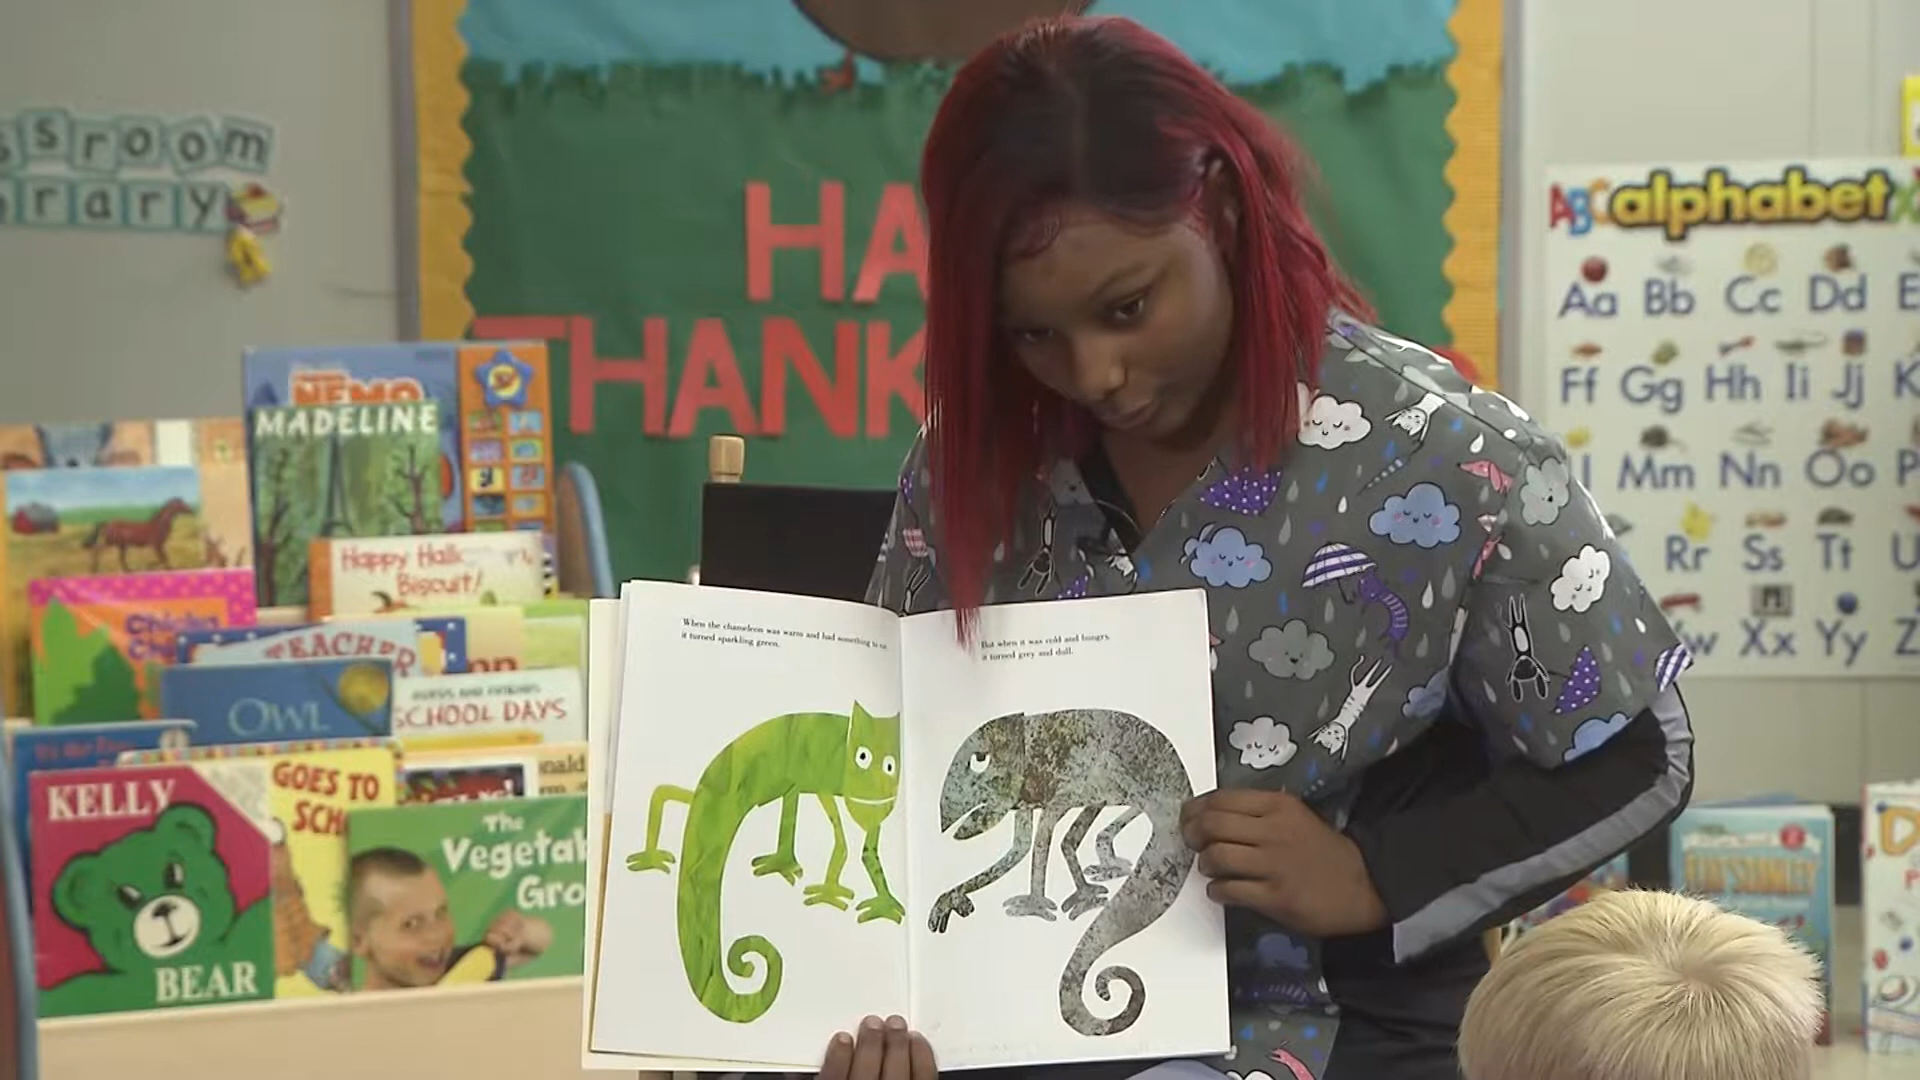 ssroom
rary
HA
THANK
NEMO
MADELINE
Biscuit!
TEACHER
OWL
SCHOOL DAYS
KELLY
BEAR
GOES TO
SCH
The
Vegetab
Gro
When the chameleon was warm and had something to eat,
it turned sparkling green.
But when it was cold and hungry,
it turned grey and dull.
ABC alphabet
Aa Bb Cc Dd E
Ff Gg Hh Ii Jj K
Mm Nn Oo P
Rr Ss Tt U
w Xx Yy Z